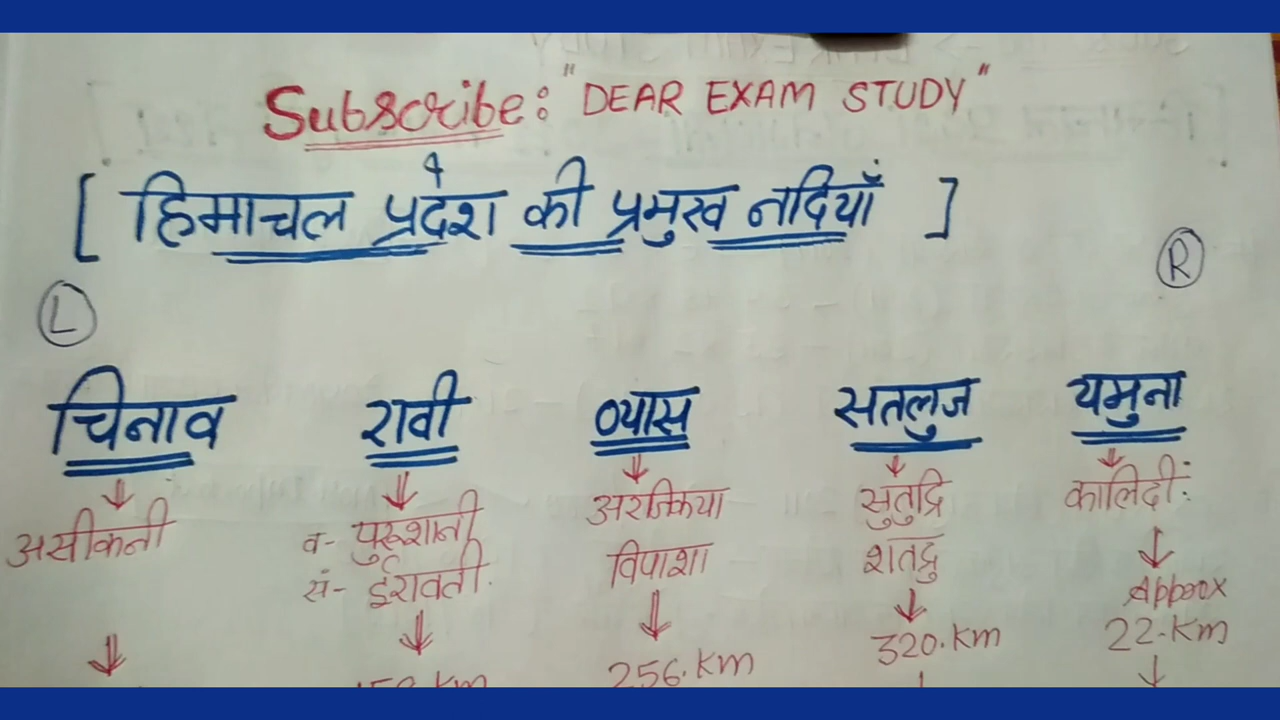 Subscribe: "DEAR EXAM STUDY"
[ हिमाचल प्रदेश की प्रमुख नदियाँ ]
L R
चिनाव रावी व्यास सतलुज यमुना
असीकनी व- पुरूशानी अरजिकिया सुतुद्रि कालिदी:
सं- ईरावती. विपाशा शतद्रु Approx
256.Km 320.Km 22.Km